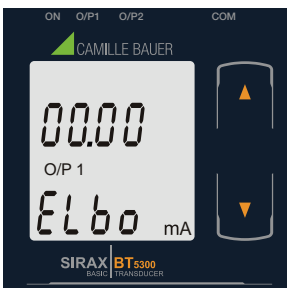 ON O/P1 O/P2 COM
CAMILLE BAUER
00.00
O/P 1
ELbo mA
SIRAX BT5300
BASIC TRANSDUCER